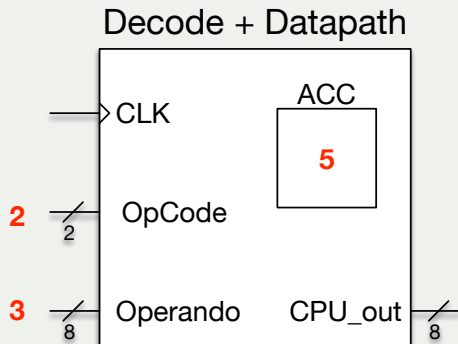 Decode + Datapath
CLK
ACC
5
2
2
OpCode
3
8
Operando
CPU_out
8